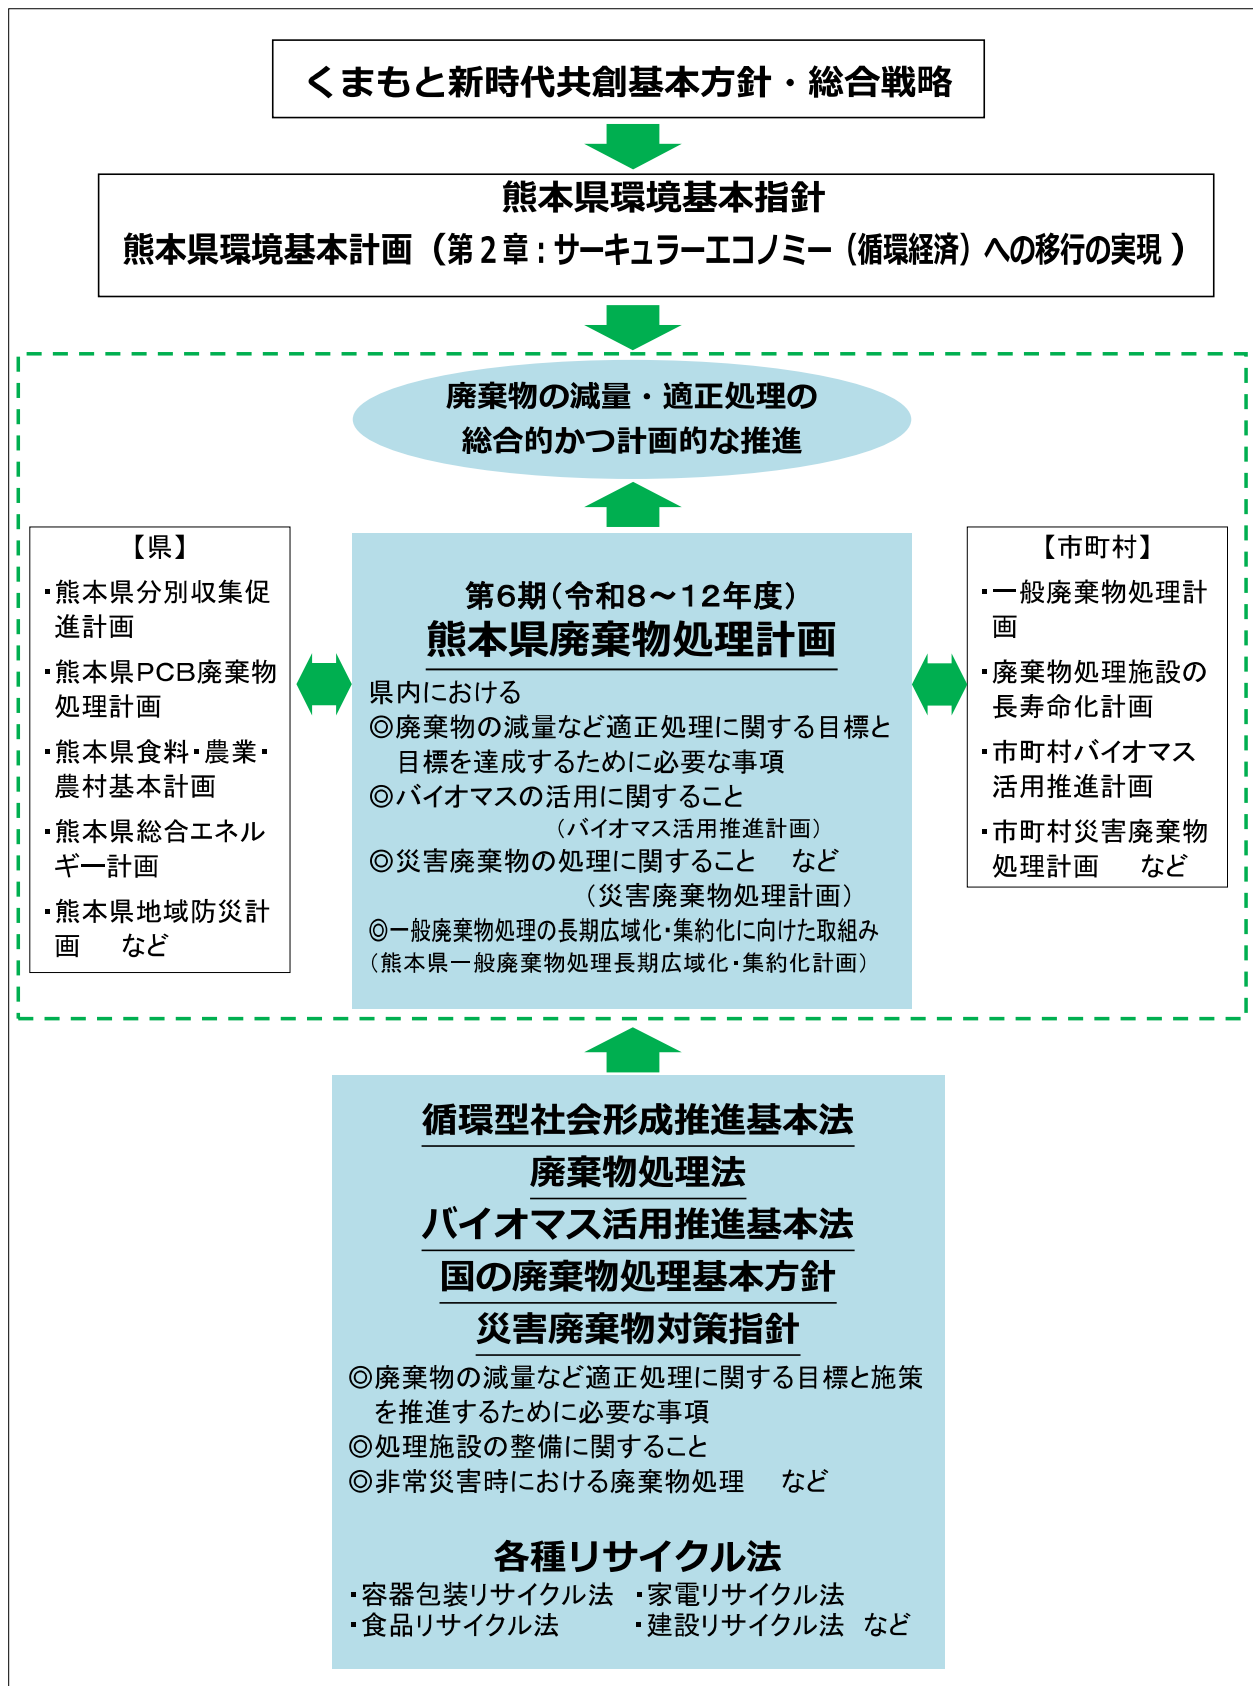 くまもと新時代共創基本方針・総合戦略
熊本県環境基本指針
熊本県環境基本計画（第２章：サーキュラーエコノミー（循環経済）への移行の実現）
廃棄物の減量・適正処理の
総合的かつ計画的な推進
【県】
・熊本県分別収集促
進計画
・熊本県PCB廃棄物
処理計画
・熊本県食料・農業・
農村基本計画
・熊本県総合エネル
ギー計画
・熊本県地域防災計
画　など
第6期（令和8～12年度）
熊本県廃棄物処理計画
県内における
◎廃棄物の減量など適正処理に関する目標と
目標を達成するために必要な事項
◎バイオマスの活用に関すること
（バイオマス活用推進計画）
◎災害廃棄物の処理に関すること　など
（災害廃棄物処理計画）
◎一般廃棄物処理の長期広域化・集約化に向けた取組み
（熊本県一般廃棄物処理長期広域化・集約化計画）
【市町村】
・一般廃棄物処理計
画
・廃棄物処理施設の
長寿命化計画
・市町村バイオマス
活用推進計画
・市町村災害廃棄物
処理計画　など
循環型社会形成推進基本法
廃棄物処理法
バイオマス活用推進基本法
国の廃棄物処理基本方針
災害廃棄物対策指針
◎廃棄物の減量など適正処理に関する目標と施策
を推進するために必要な事項
◎処理施設の整備に関すること
◎非常災害時における廃棄物処理　など
各種リサイクル法
・容器包装リサイクル法　・家電リサイクル法
・食品リサイクル法　・建設リサイクル法　など